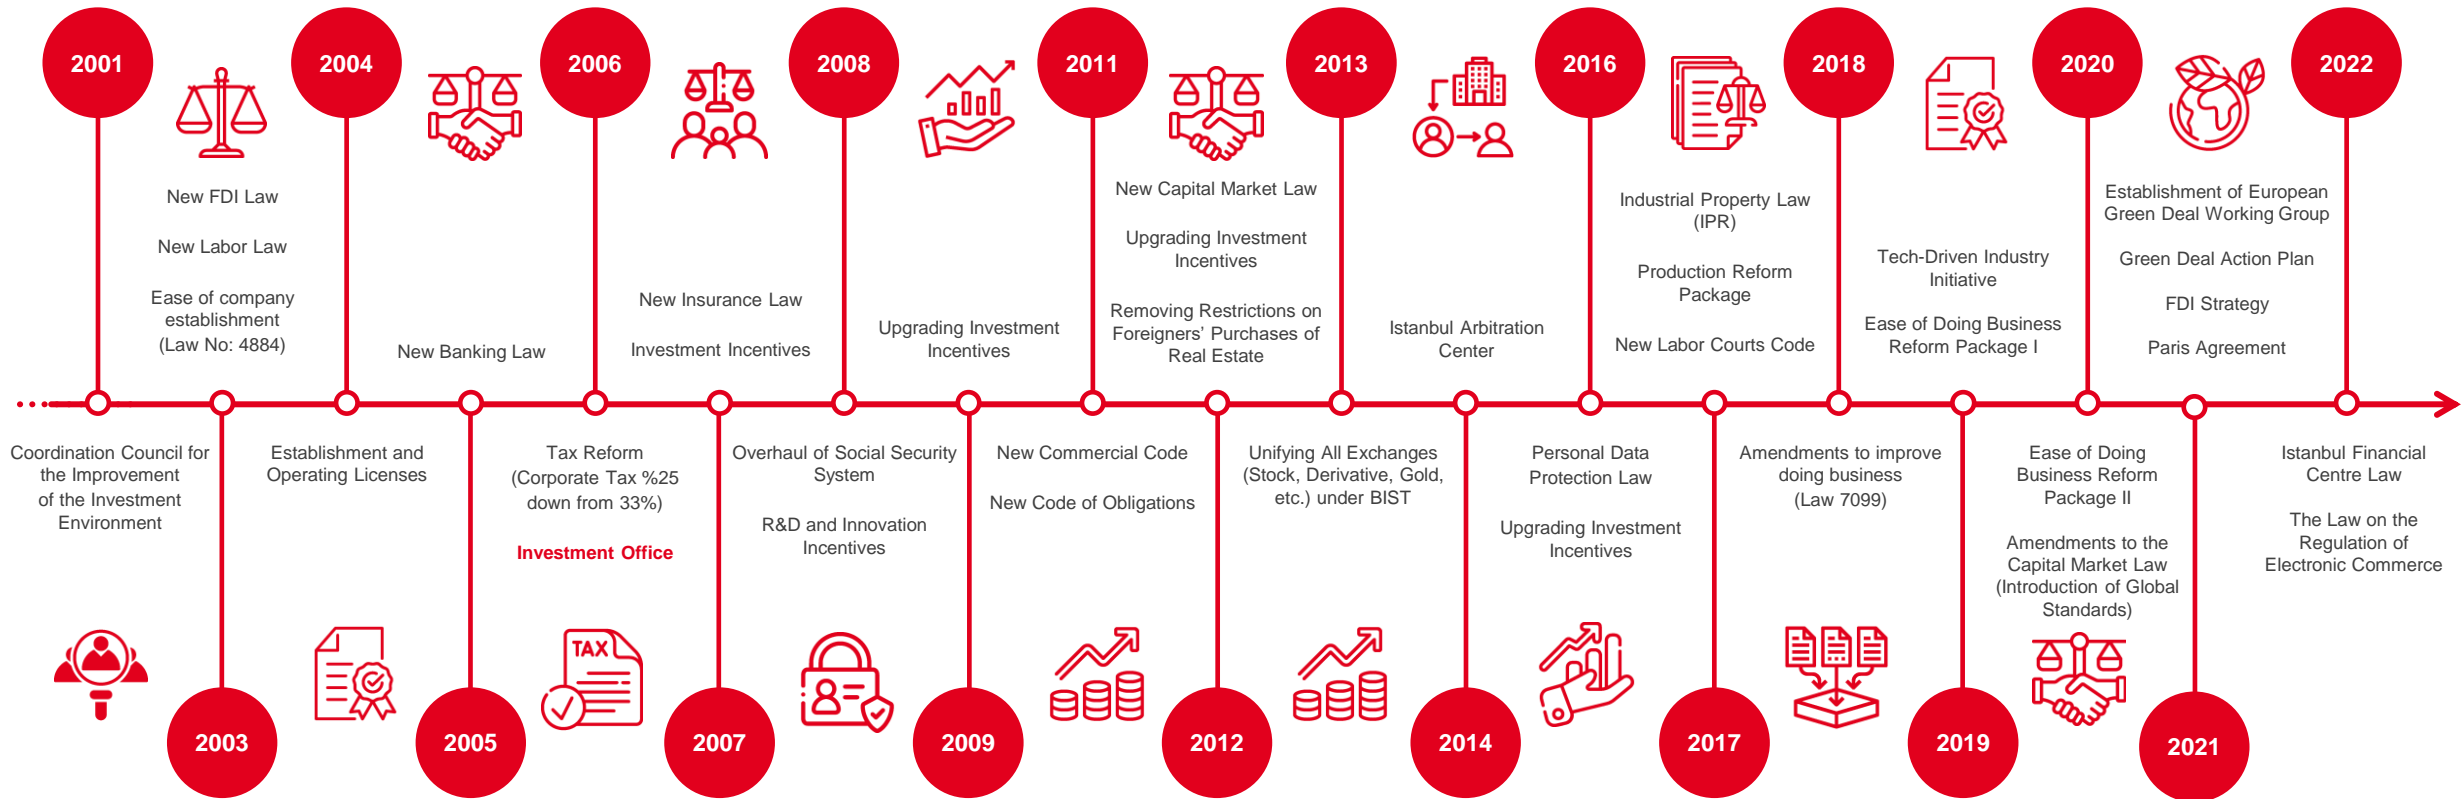 2001
2004
2006
2008
2011
2013
2016
2018
2020
2022
New FDI Law
New Labor Law
Ease of company
establishment
(Law No: 4884)
New Banking Law
New Insurance Law
Investment Incentives
Upgrading Investment
Incentives
New Capital Market Law
Upgrading Investment
Incentives
Removing Restrictions on
Foreigners’ Purchases of
Real Estate
Istanbul Arbitration
Center
Industrial Property Law
(IPR)
Production Reform
Package
New Labor Courts Code
Tech-Driven Industry
Initiative
Ease of Doing Business
Reform Package I
Establishment of European
Green Deal Working Group
Green Deal Action Plan
FDI Strategy
Paris Agreement
Coordination Council for
the Improvement
of the Investment
Environment
Establishment and
Operating Licenses
Tax Reform
(Corporate Tax %25
down from 33%)
Investment Office
Overhaul of Social Security
System
R&D and Innovation
Incentives
New Commercial Code
New Code of Obligations
Unifying All Exchanges
(Stock, Derivative, Gold,
etc.) under BIST
Personal Data
Protection Law
Upgrading Investment
Incentives
Amendments to improve
doing business
(Law 7099)
Ease of Doing
Business Reform
Package II
Amendments to the
Capital Market Law
(Introduction of Global
Standards)
Istanbul Financial
Centre Law
The Law on the
Regulation of
Electronic Commerce
TAX
2003
2005
2007
2009
2012
2014
2017
2019
2021